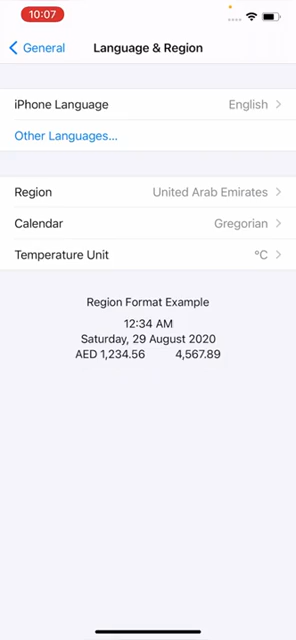 10:07
General
Language & Region
iPhone Language English
Other Languages...
Region United Arab Emirates
Calendar Gregorian
Temperature Unit °C
Region Format Example
12:34 AM
Saturday, 29 August 2020
AED 1,234.56 4,567.89